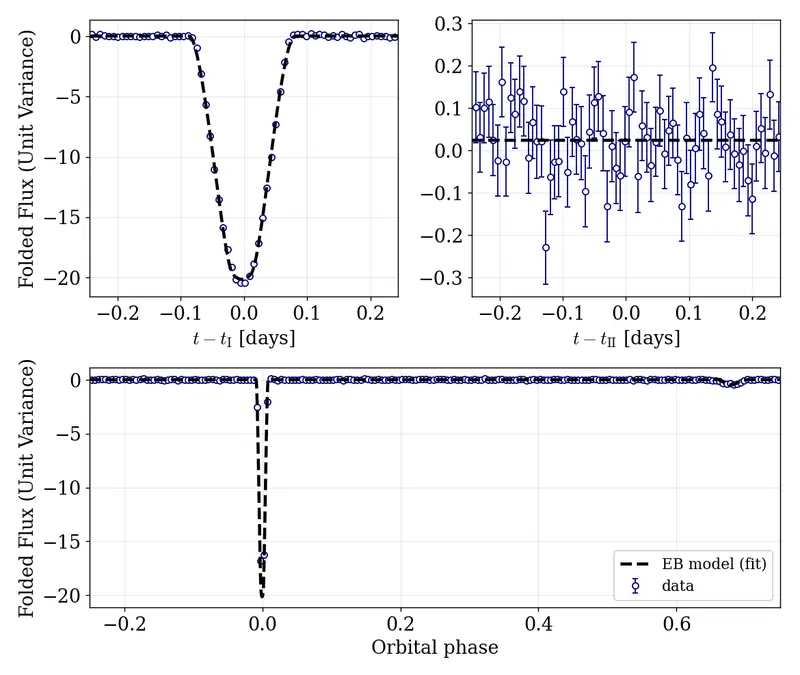 Folded Flux (Unit Variance)
0
−5
−10
−15
−20
−0.2 −0.1 0.0 0.1 0.2
t − tI [days]
0.3
0.2
0.1
0.0
−0.1
−0.2
−0.3
−0.2 −0.1 0.0 0.1 0.2
t − tII [days]
Folded Flux (Unit Variance)
0
−5
−10
−15
−20
EB model (fit)
data
−0.2 0.0 0.2 0.4 0.6
Orbital phase